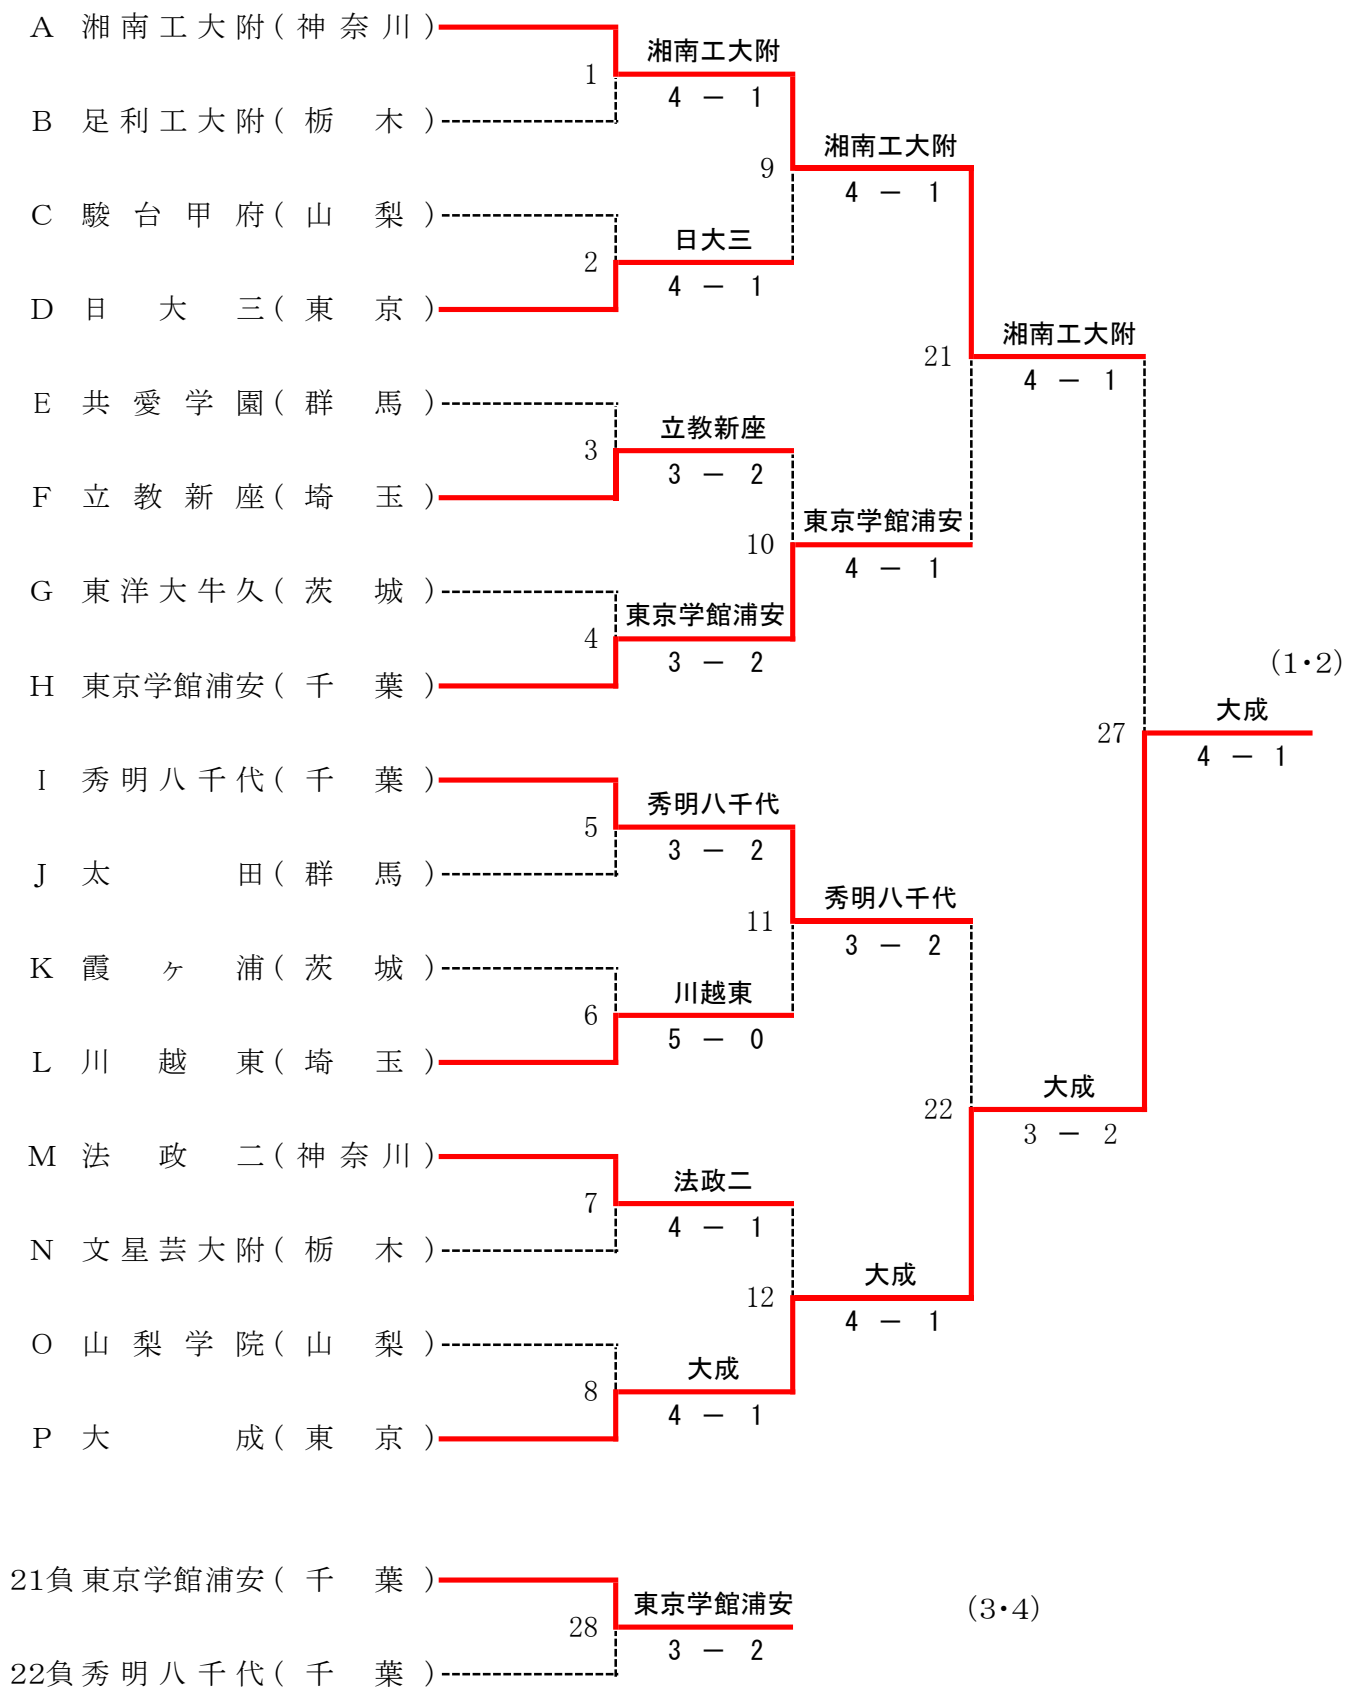 A 湘南工大附(神奈川)
湘南工大附
1
4 － 1
B 足利工大附(栃木)
湘南工大附
9
4 － 1
C 駿台甲府(山梨)
日大三
2
4 － 1
D 日大三(東京)
湘南工大附
21
4 － 1
E 共愛学園(群馬)
立教新座
3
3 － 2
F 立教新座(埼玉)
東京学館浦安
10
4 － 1
G 東洋大牛久(茨城)
東京学館浦安
4
3 － 2
(1・2)
H 東京学館浦安(千葉)
大成
27
4 － 1
I 秀明八千代(千葉)
秀明八千代
5
3 － 2
J 太田(群馬)
秀明八千代
11
3 － 2
K 霞ヶ浦(茨城)
川越東
6
5 － 0
L 川越東(埼玉)
大成
22
3 － 2
M 法政二(神奈川)
法政二
7
4 － 1
N 文星芸大附(栃木)
大成
12
4 － 1
O 山梨学院(山梨)
大成
8
4 － 1
P 大成(東京)
21負 東京学館浦安(千葉)
東京学館浦安
(3・4)
28
3 － 2
22負 秀明八千代(千葉)